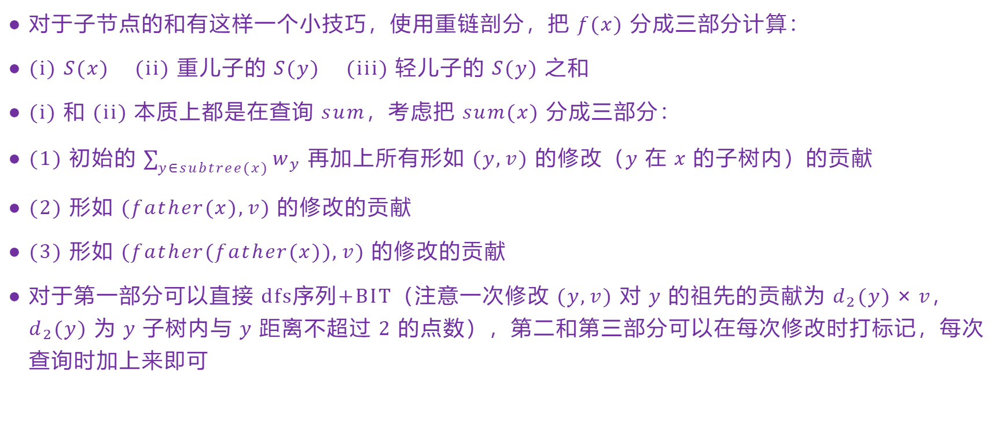 ● 对于子节点的和有这样一个小技巧，使用重链剖分，把 f(x) 分成三部分计算：
● (i) S(x) (ii) 重儿子的 S(y) (iii) 轻儿子的 S(y) 之和
● (i) 和 (ii) 本质上都是在查询 sum，考虑把 sum(x) 分成三部分：
● (1) 初始的 ∑_{y∈subtree(x)} w_y 再加上所有形如 (y,v) 的修改（y 在 x 的子树内）的贡献
● (2) 形如 (father(x),v) 的修改的贡献
● (3) 形如 (father(father(x)),v) 的修改的贡献
● 对于第一部分可以直接 dfs序列+BIT（注意一次修改 (y,v) 对 y 的祖先的贡献为 d₂(y) × v，
d₂(y) 为 y 子树内与 y 距离不超过 2 的点数），第二和第三部分可以在每次修改时打标记，每次
查询时加上来即可